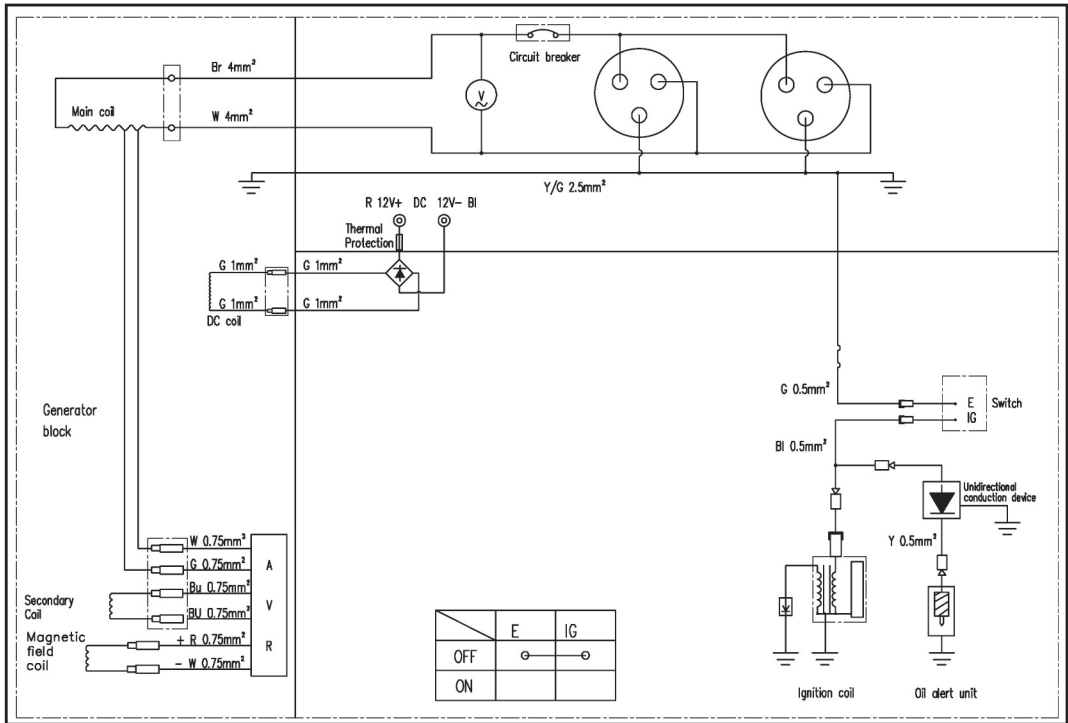 Br 4mm²
Circuit breaker
V
Main coil
W 4mm²
Y/G 2.5mm²
R 12V+ DC 12V- Bl
Thermal
Protection
G 1mm² G 1mm²
G 1mm² G 1mm²
DC coil
G 0.5mm²
E Switch
IG
Generator
block
Bl 0.5mm²
Unidirectional
conduction device
Y 0.5mm²
W 0.75mm²
G 0.75mm²
Bu 0.75mm²
BU 0.75mm²
+ R 0.75mm²
- W 0.75mm²
A
V
R
Secondary
Coil
Magnetic
field
coil
E IG
OFF
ON
Ignition coil
Oil alert unit